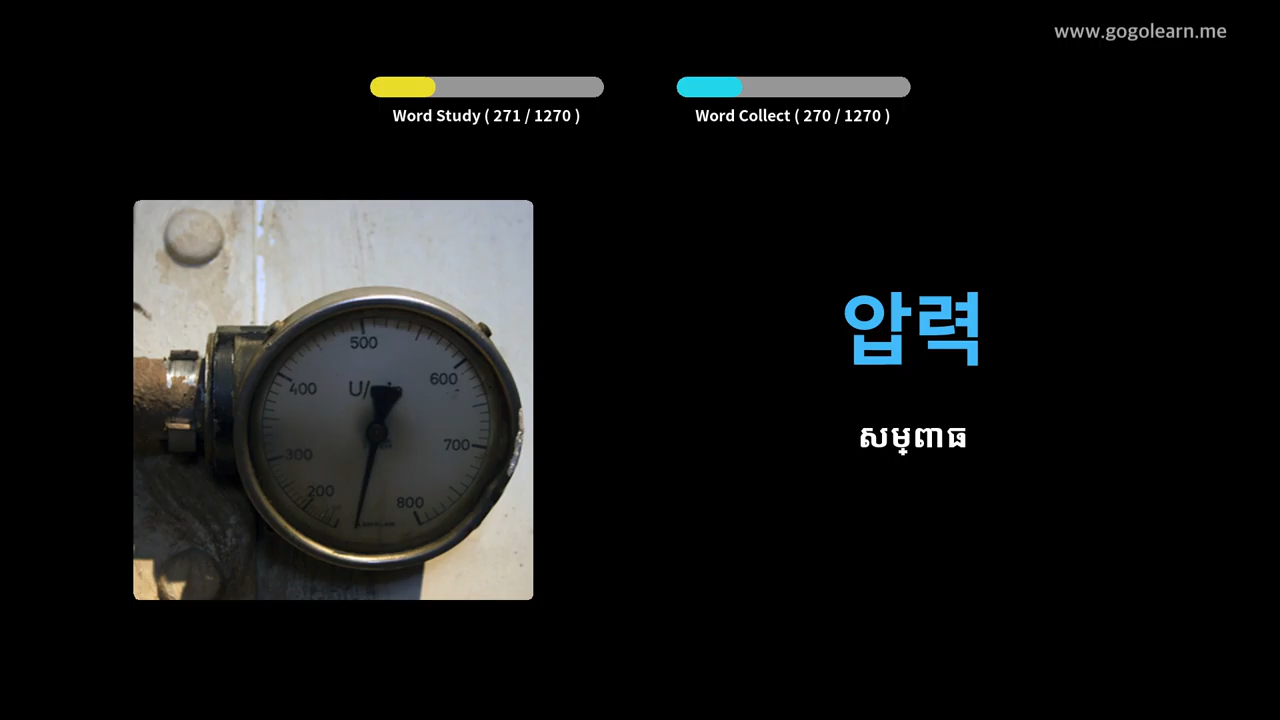 www.gogolearn.me
Word Study ( 271 / 1270 )
Word Collect ( 270 / 1270 )
500
400
600
300
700
200
800
압력
សម្ពាធ